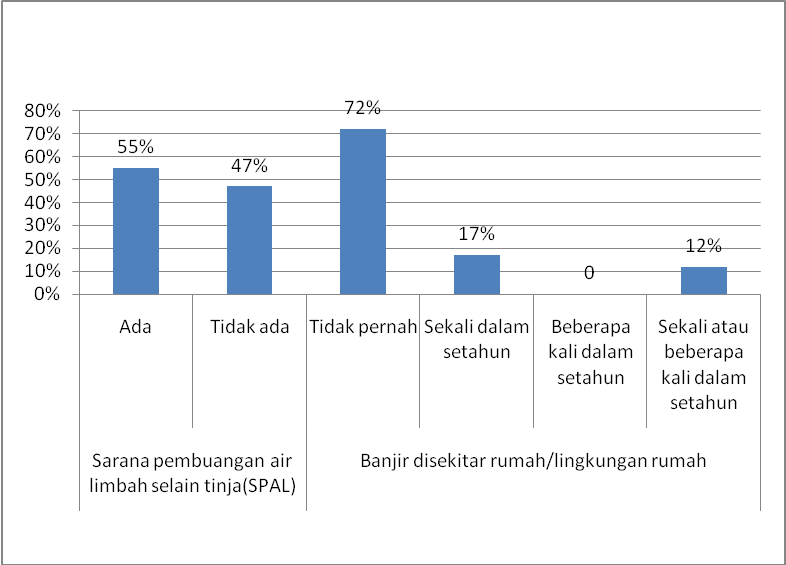 80%
70%
60%
50%
40%
30%
20%
10%
0%
55%
47%
72%
17%
0
12%
Ada
Tidak ada
Tidak pernah
Sekali dalam
setahun
Beberapa
kali dalam
setahun
Sekali atau
beberapa
kali dalam
setahun
Sarana pembuangan air
limbah selain tinja(SPAL)
Banjir disekitar rumah/lingkungan rumah